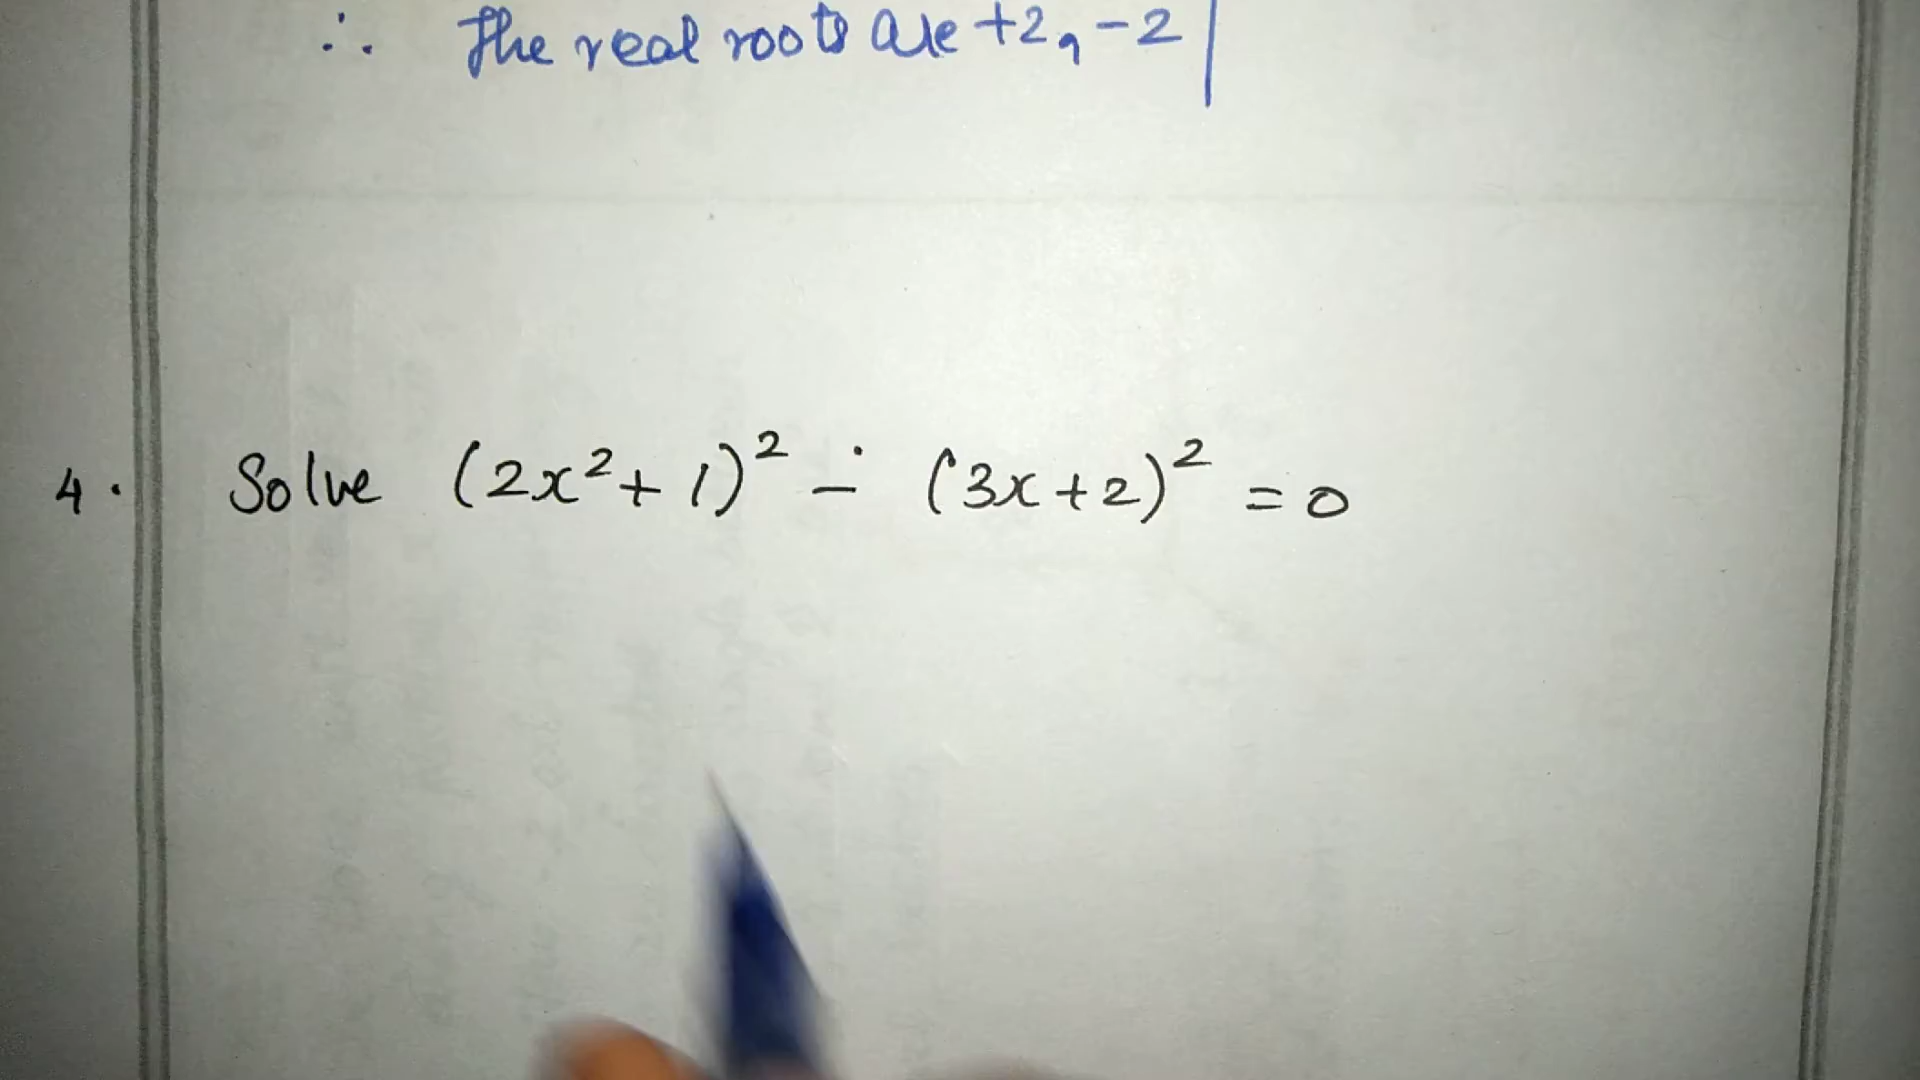 ∴ The real roots are +2, -2
4. Solve (2x²+1)² - (3x+2)² = 0